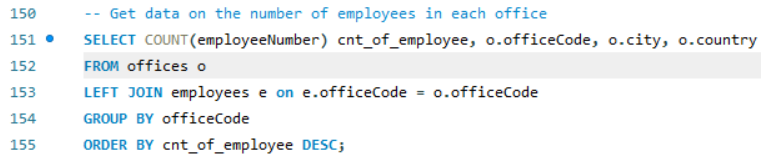 150 -- Get data on the number of employees in each office
151 SELECT COUNT(employeeNumber) cnt_of_employee, o.officeCode, o.city, o.country
152 FROM offices o
153 LEFT JOIN employees e on e.officeCode = o.officeCode
154 GROUP BY officeCode
155 ORDER BY cnt_of_employee DESC;